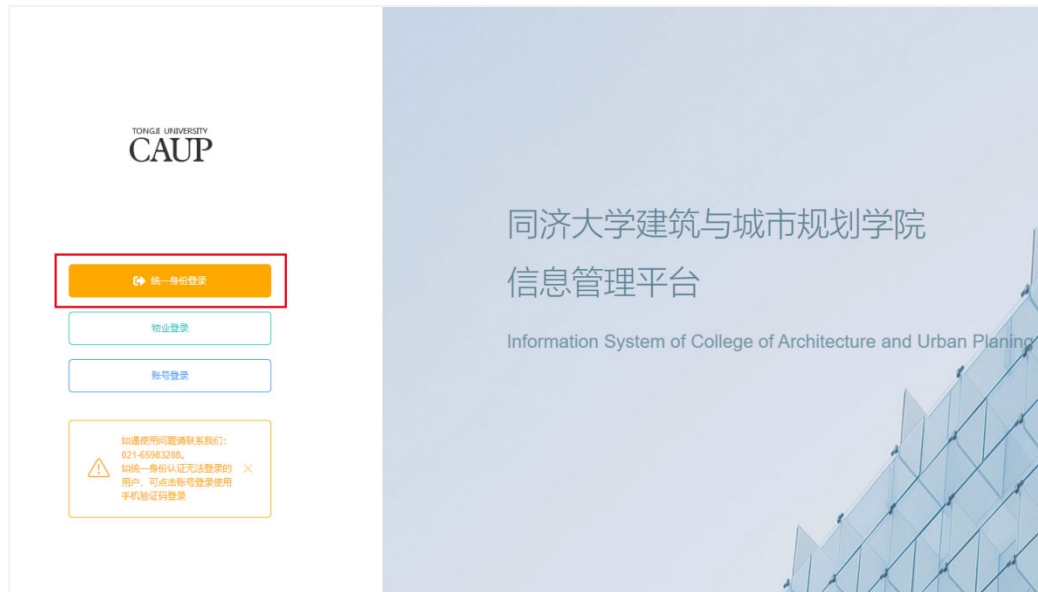 TONGJI UNIVERSITY
CAUP
统一身份登录
物业登录
账号登录
如遇使用问题请联系我们：
021-65983288。
如统一身份认证无法登录的
用户，可点击账号登录使用
手机验证码登录
同济大学建筑与城市规划学院
信息管理平台
Information System of College of Architecture and Urban Planing